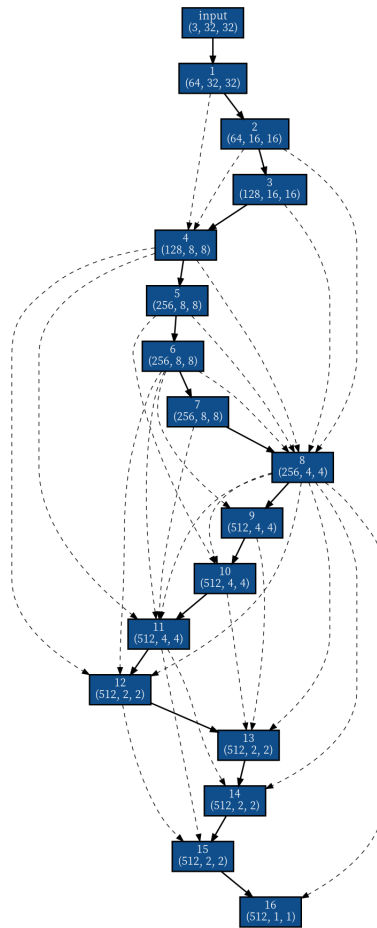 input
(3, 32, 32)
1
(64, 32, 32)
2
(64, 16, 16)
3
(128, 16, 16)
4
(128, 8, 8)
5
(256, 8, 8)
6
(256, 8, 8)
7
(256, 8, 8)
8
(256, 4, 4)
9
(512, 4, 4)
10
(512, 4, 4)
11
(512, 4, 4)
12
(512, 2, 2)
13
(512, 2, 2)
14
(512, 2, 2)
15
(512, 2, 2)
16
(512, 1, 1)